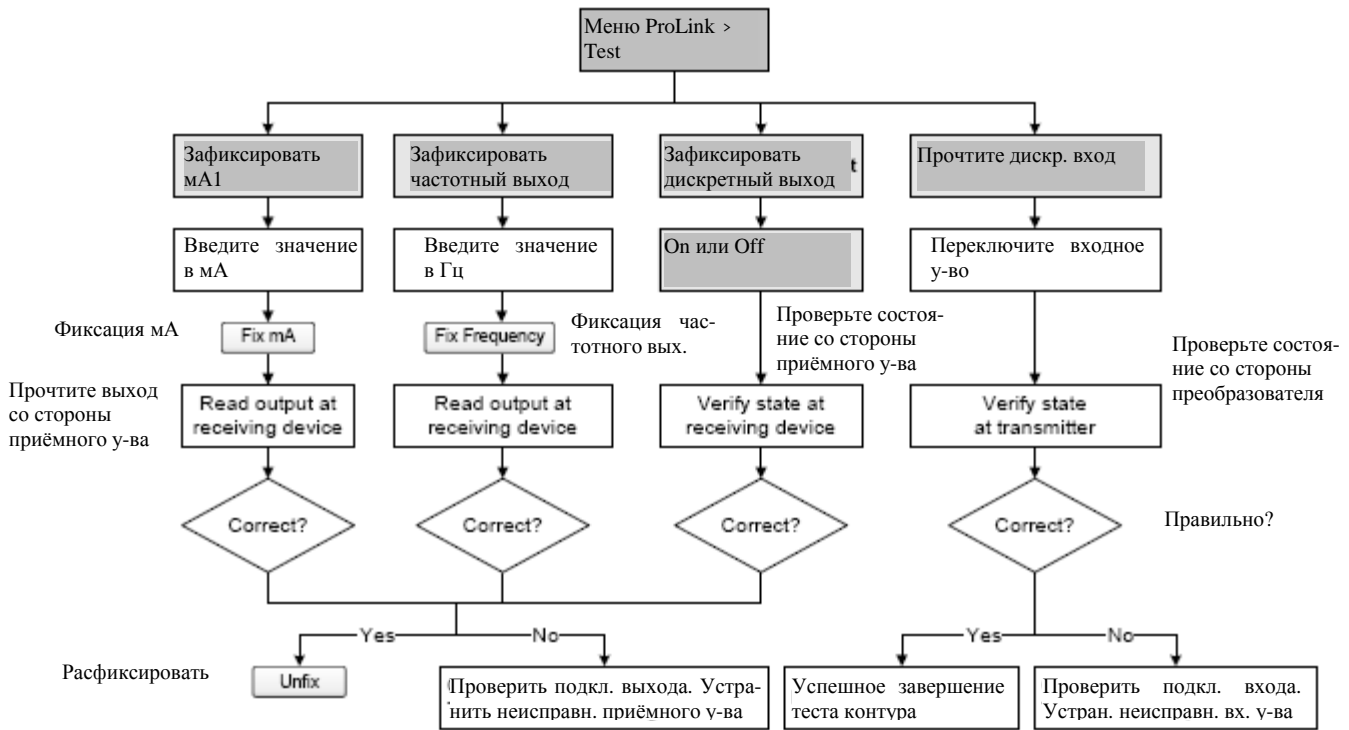 Меню ProLink >
Test
Зафиксировать
мА1
Зафиксировать
частотный выход
Зафиксировать
дискретный выход
t
Прочтите дискр. вход
Введите значение
в мА
Введите значение
в Гц
On или Off
Переключите входное
у-во
Фиксация мА
Fix mA
Fix Frequency
Фиксация час-
тотного вых.
Проверьте состоя-
ние со стороны
приёмного у-ва
Проверьте состоя-
ние со стороны
преобразователя
Прочтите выход
со стороны
приёмного у-ва
Read output at
receiving device
Read output at
receiving device
Verify state at
receiving device
Verify state
at transmitter
Correct?
Correct?
Correct?
Correct?
Правильно?
Yes
No
Yes
No
Расфиксировать
Unfix
Проверить подкл. выхода. Устра-
нить неисправн. приёмного у-ва
Успешное завершение
теста контура
Проверить подкл. входа.
Устран. неисправн. вх. у-ва